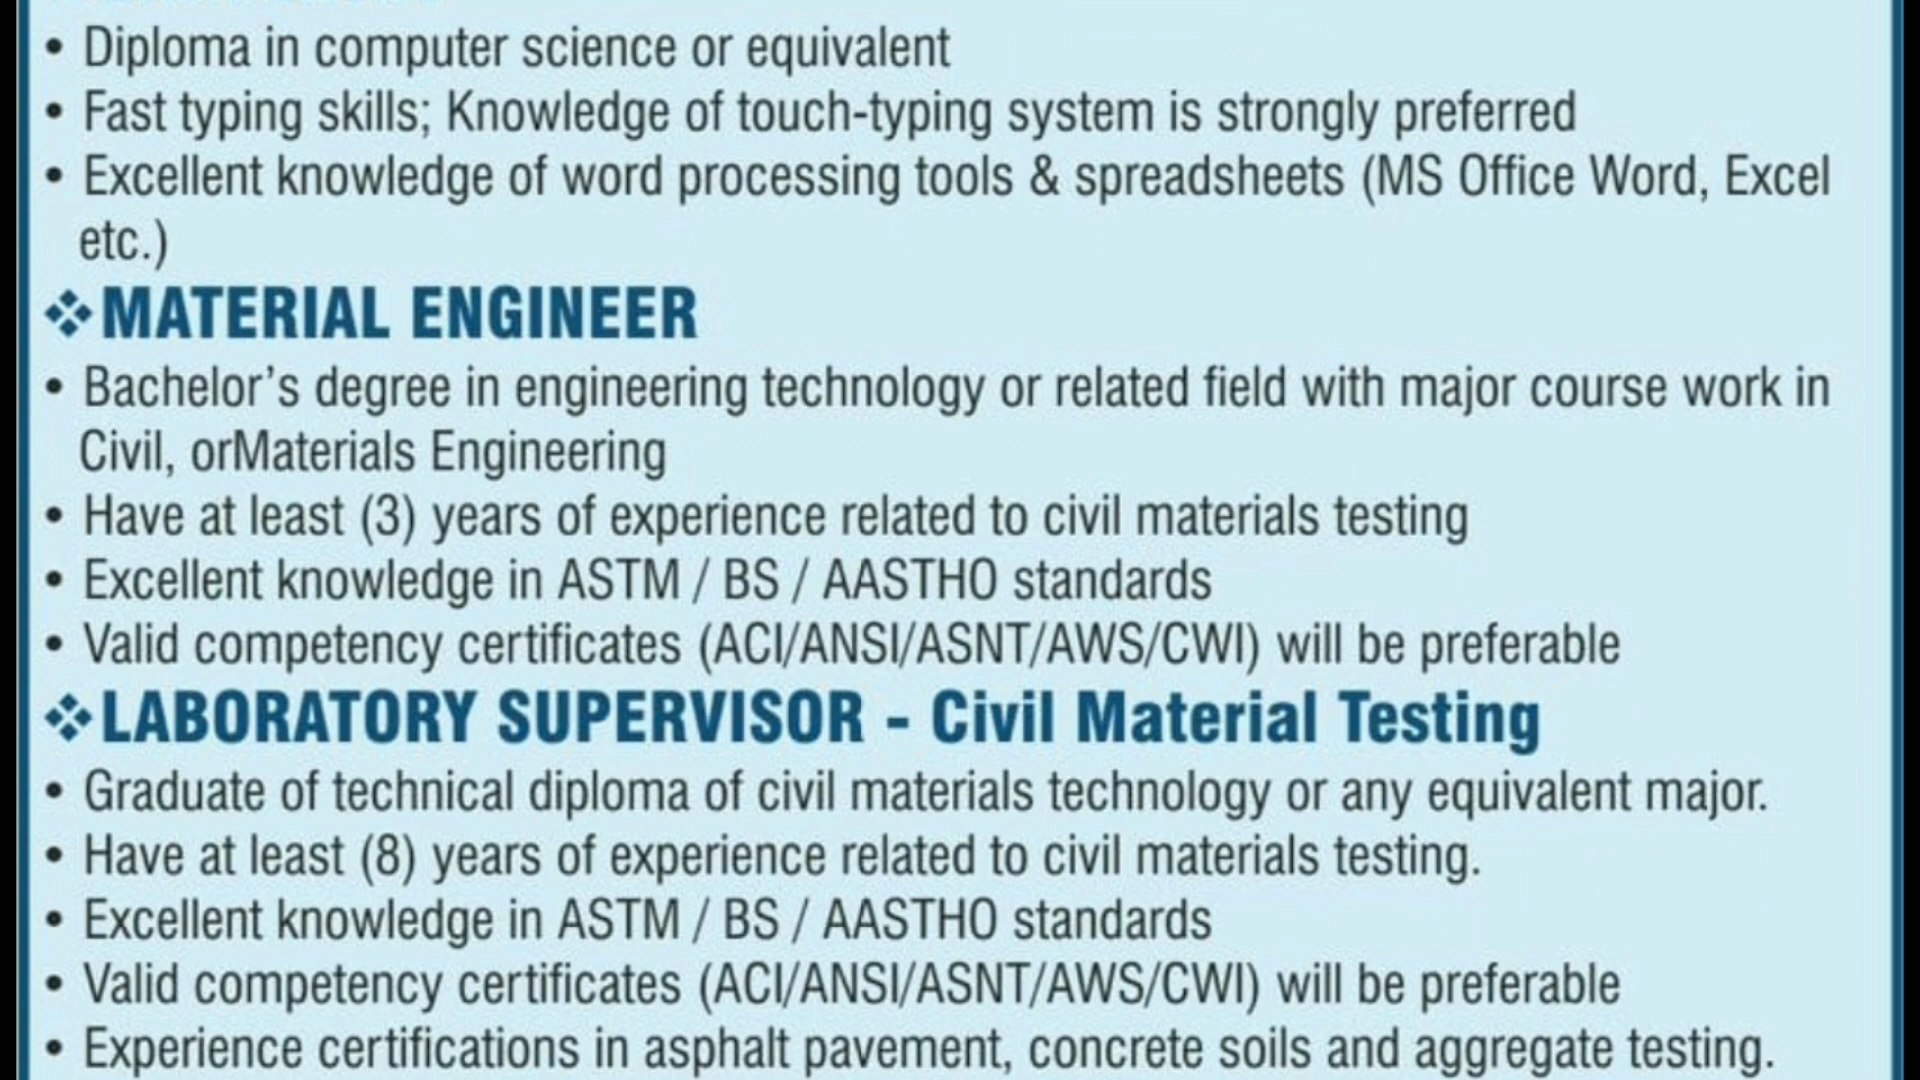 • Diploma in computer science or equivalent
• Fast typing skills; Knowledge of touch-typing system is strongly preferred
• Excellent knowledge of word processing tools & spreadsheets (MS Office Word, Excel
etc.)
❖MATERIAL ENGINEER
• Bachelor’s degree in engineering technology or related field with major course work in
Civil, orMaterials Engineering
• Have at least (3) years of experience related to civil materials testing
• Excellent knowledge in ASTM / BS / AASTHO standards
• Valid competency certificates (ACI/ANSI/ASNT/AWS/CWI) will be preferable
❖LABORATORY SUPERVISOR - Civil Material Testing
• Graduate of technical diploma of civil materials technology or any equivalent major.
• Have at least (8) years of experience related to civil materials testing.
• Excellent knowledge in ASTM / BS / AASTHO standards
• Valid competency certificates (ACI/ANSI/ASNT/AWS/CWI) will be preferable
• Experience certifications in asphalt pavement, concrete soils and aggregate testing.